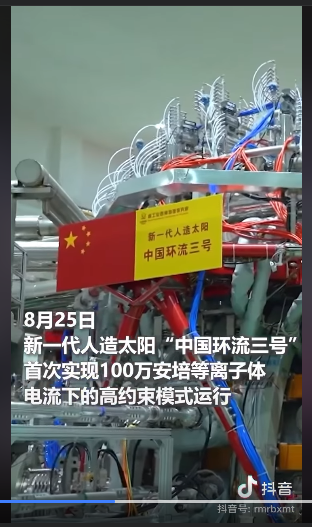 新一代人造太阳
中国环流三号
8月25日
新一代人造太阳“中国环流三号”
首次实现100万安培等离子体
电流下的高约束模式运行
抖音
抖音号: rmrbxmt